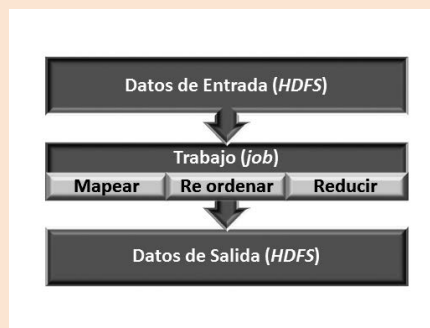 Datos de Entrada (HDFS)
Trabajo (job)
Mapear Re ordenar Reducir
Datos de Salida (HDFS)